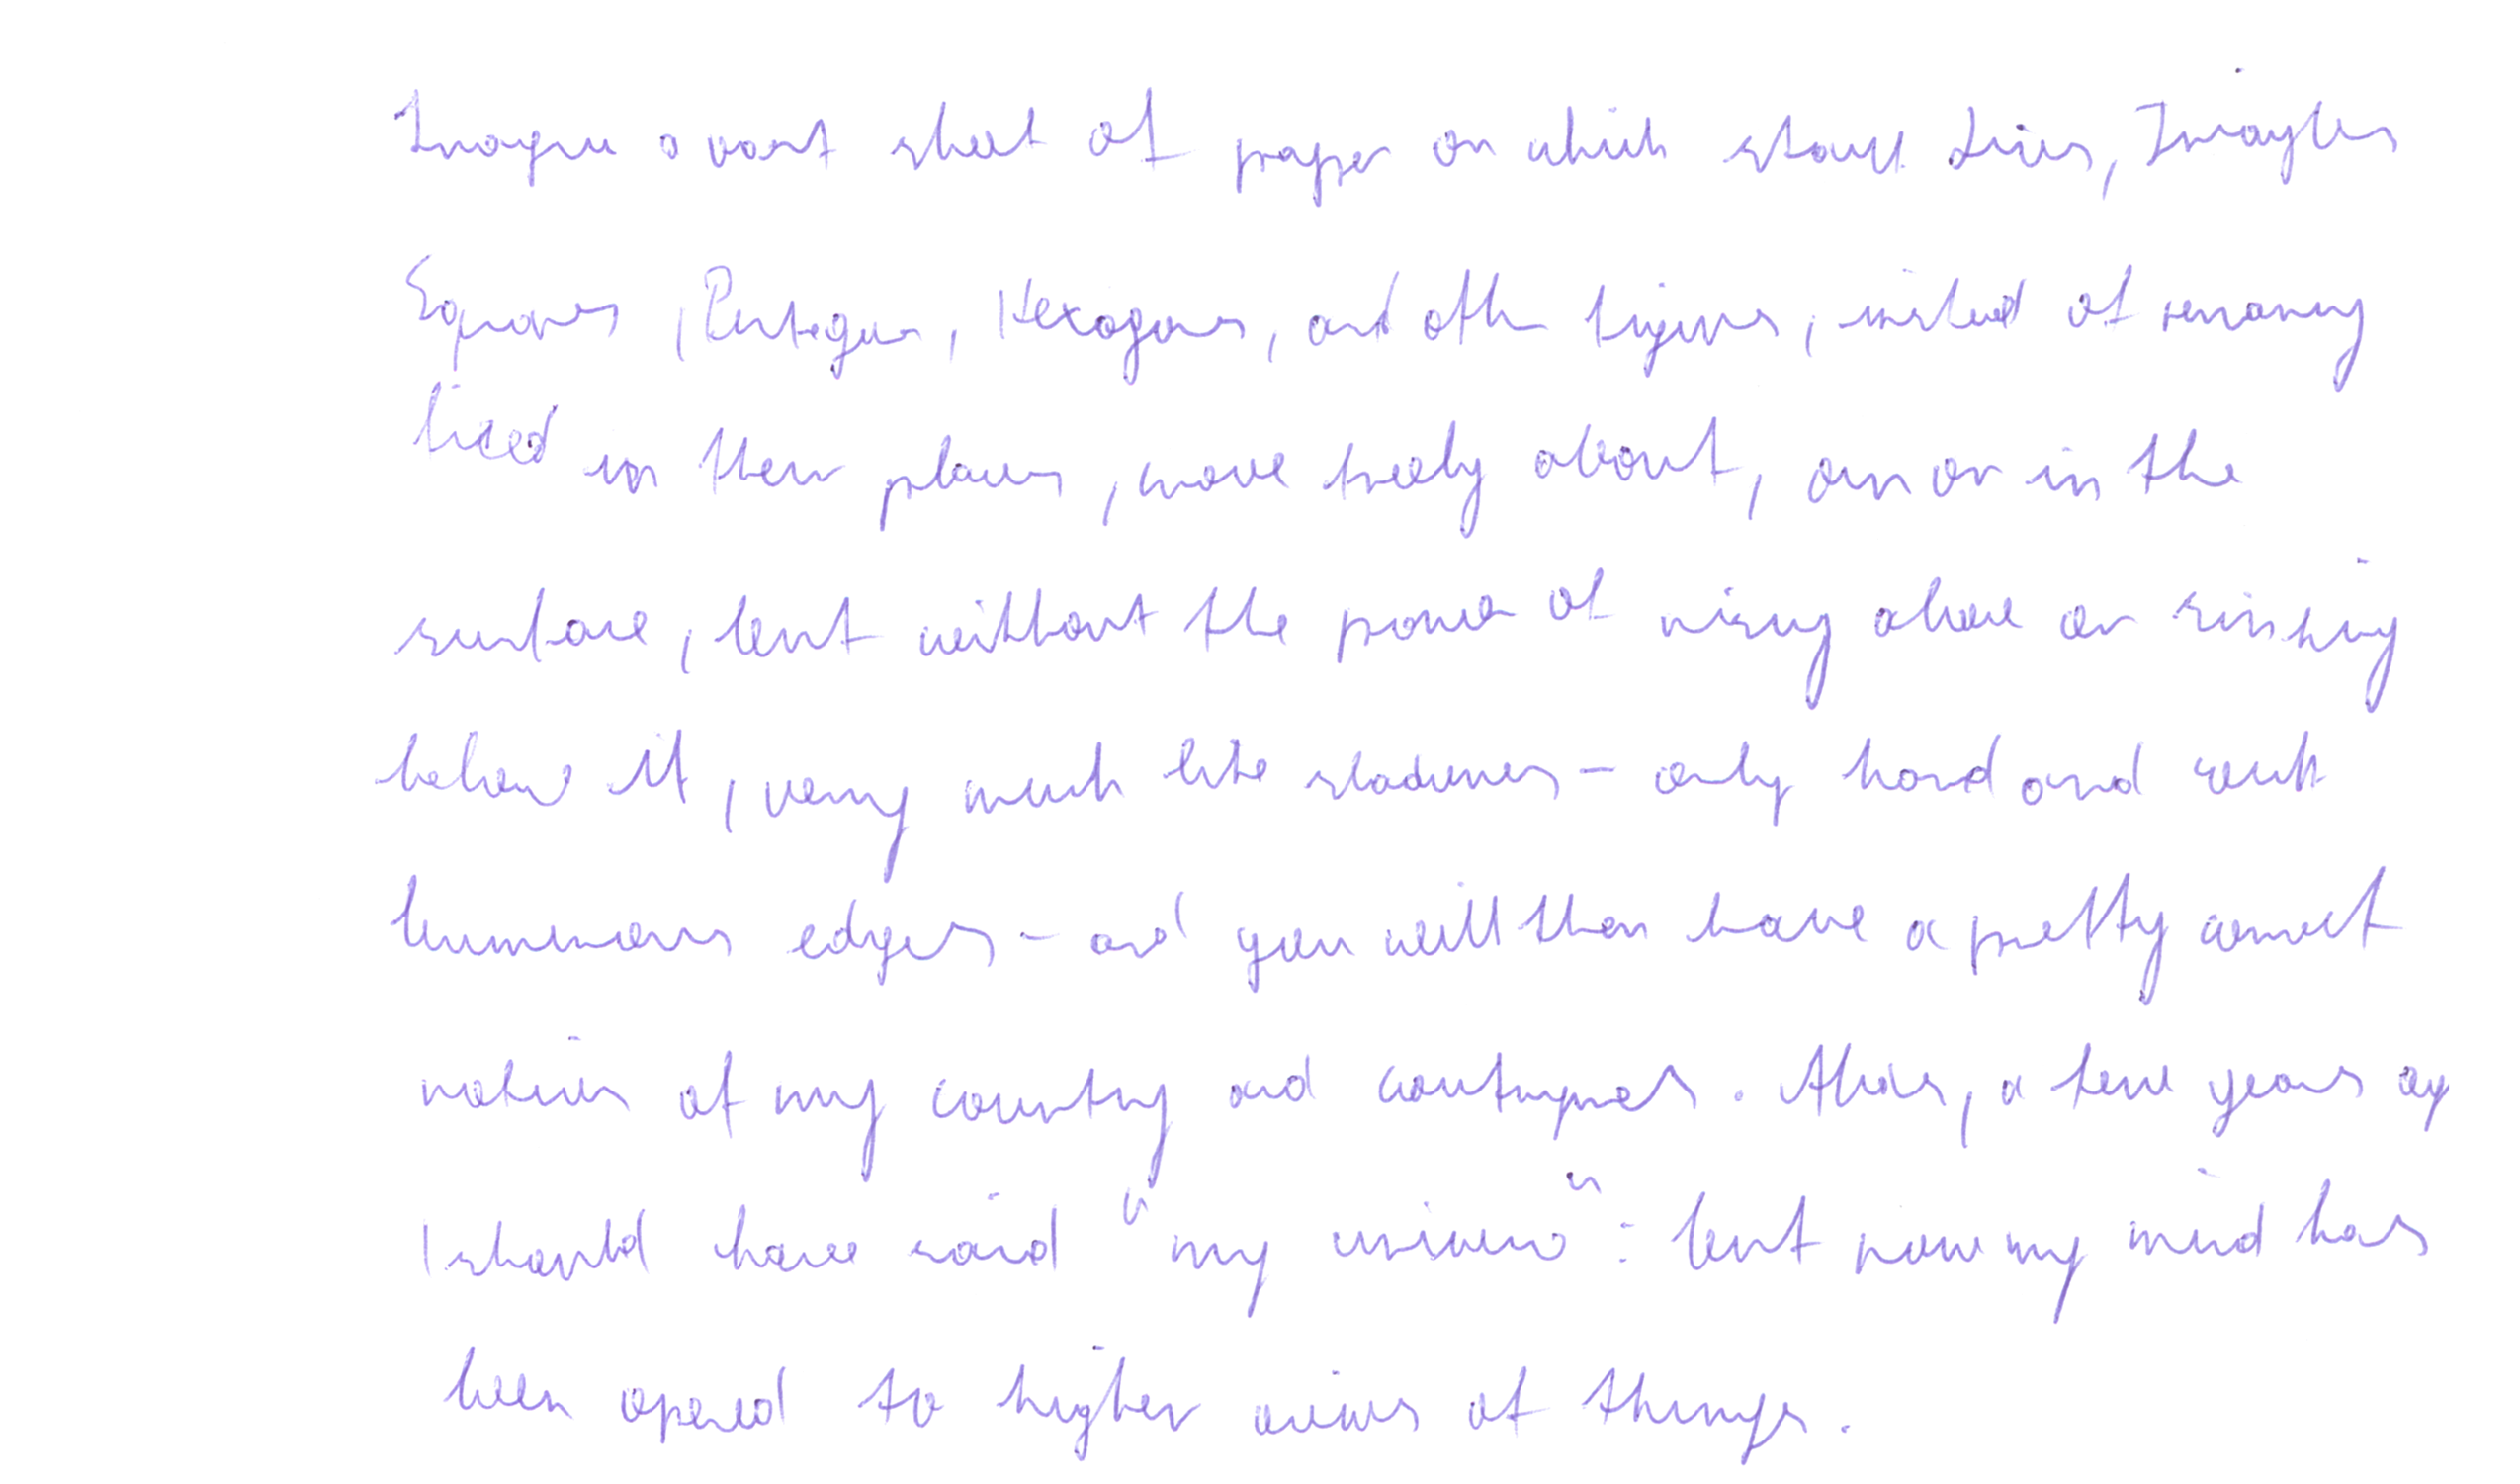 Imagine a vast sheet of paper on which straight Lines, Triangles
Squares, Pentagons, Hexagons, and other figures, instead of remaining
fixed in their places, move freely about, on or in the
surface, but without the power of rising above or sinking
below it, very much like shadows - only hard and with
luminous edges - and you will then have a pretty correct
notion of my country and countrymen. Alas, a few years ago
I should have said "my universe": but now my mind has
been opened to higher views of things.